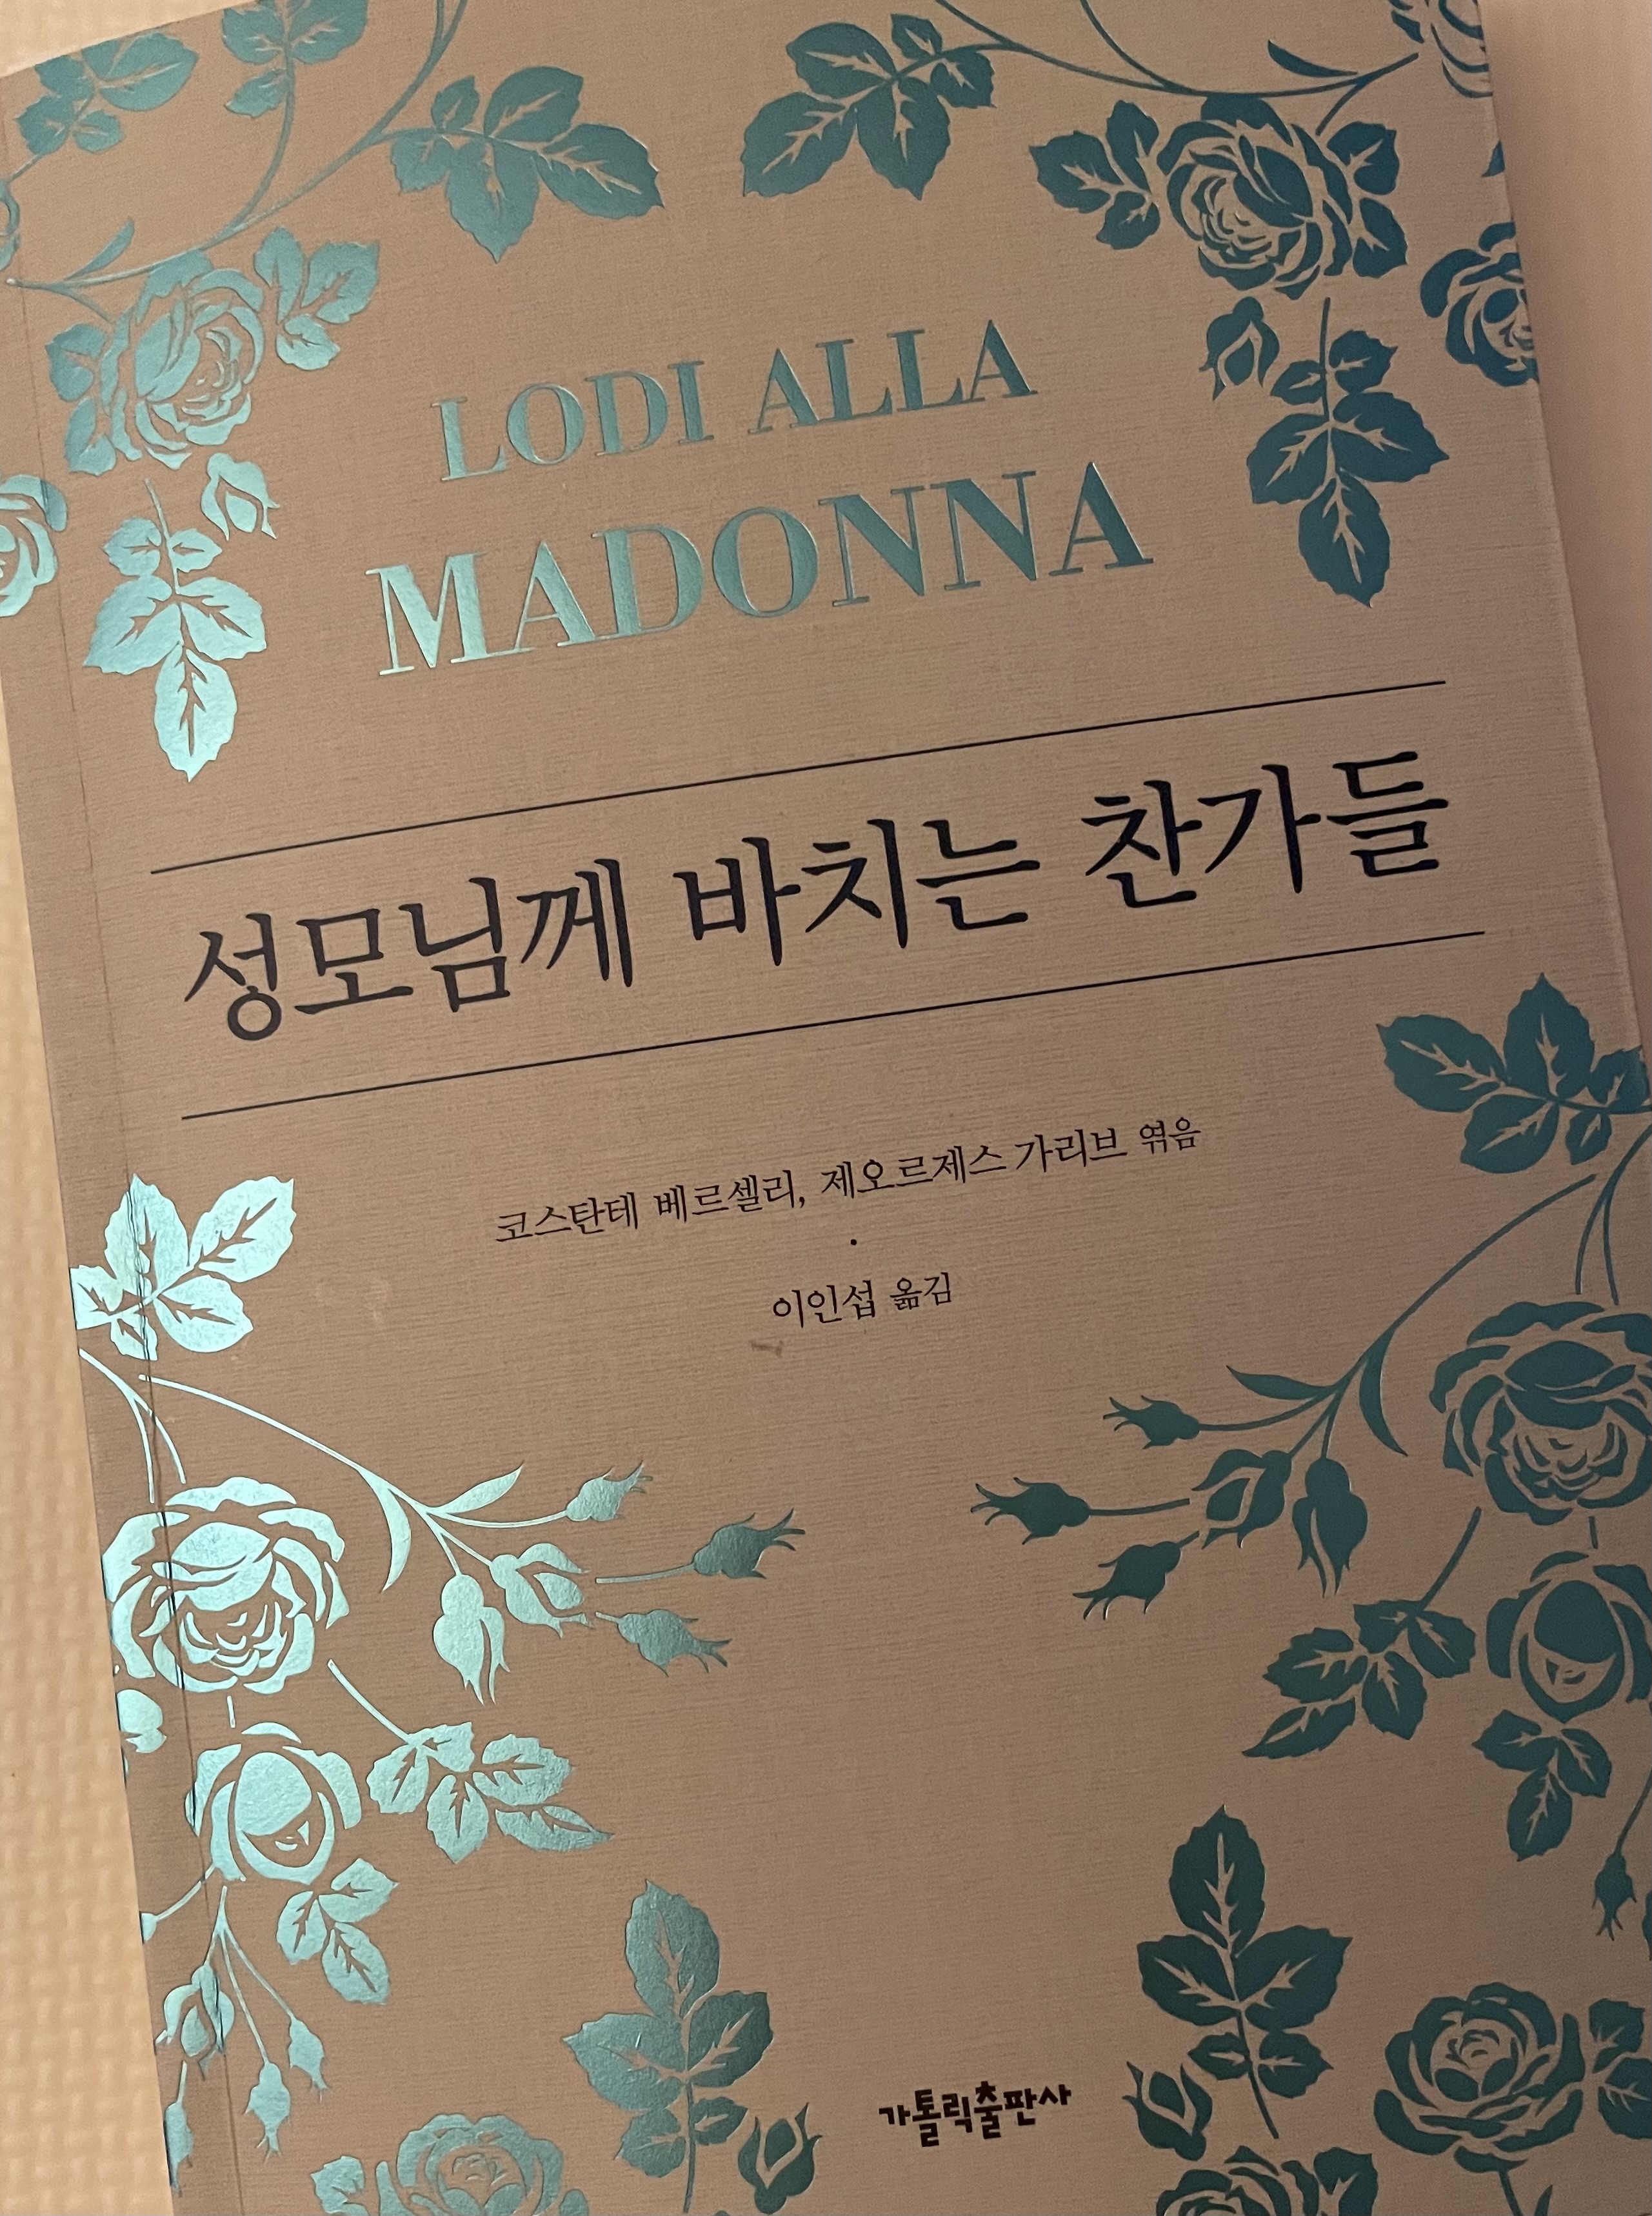 LODI ALLA
MADONNA
성모님께 바치는 찬가들
코스탄테 베르셀리, 제오르제스 가리브 엮음
·
이인섭 옮김
가톨릭출판사